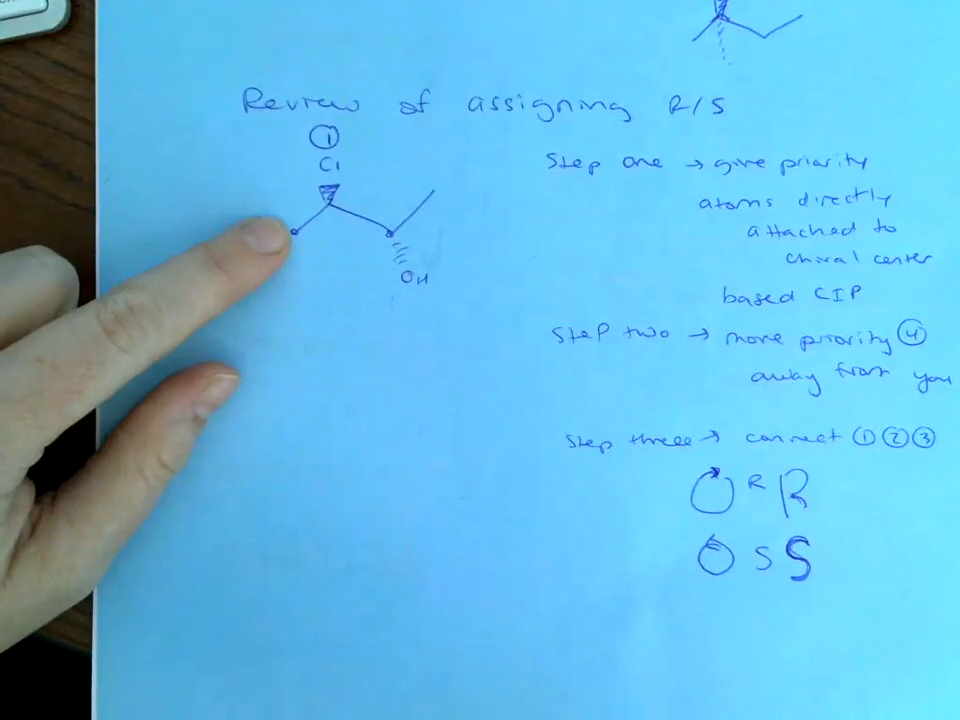 Review of assigning R/S
①
Cl
OH
Step one → give priority
atoms directly
attached to
chiral center
based CIP
Step two → move priority ④
away from you
Step three → connect ① ② ③
R R
S S